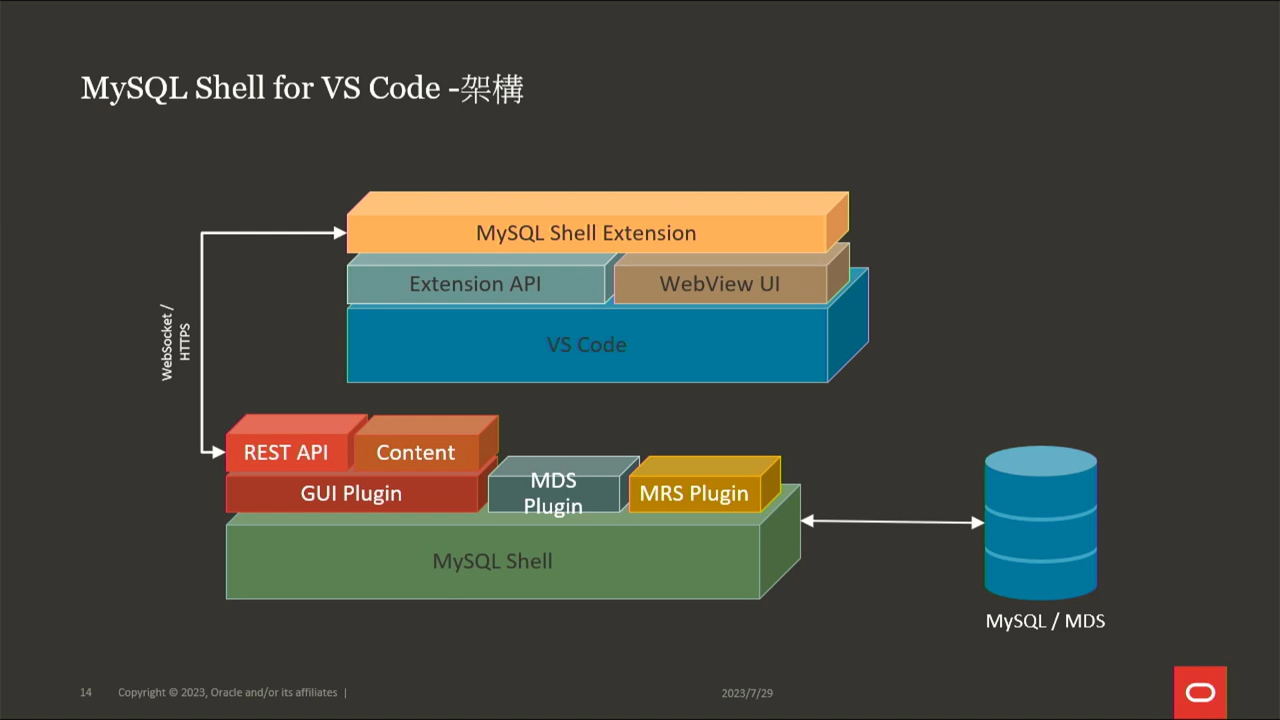 MySQL Shell for VS Code -架構
MySQL Shell Extension
Extension API
WebView UI
VS Code
WebSocket /
HTTPS
REST API
Content
GUI Plugin
MDS
Plugin
MRS Plugin
MySQL Shell
MySQL / MDS
14
Copyright © 2023, Oracle and/or its affiliates |
2023/7/29